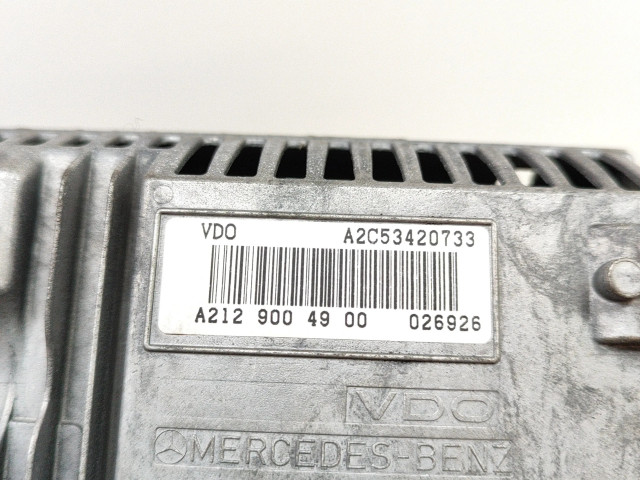 VDO A2C53420733
A212 900 49 00 026926
VDO
MERCEDES-BENZ